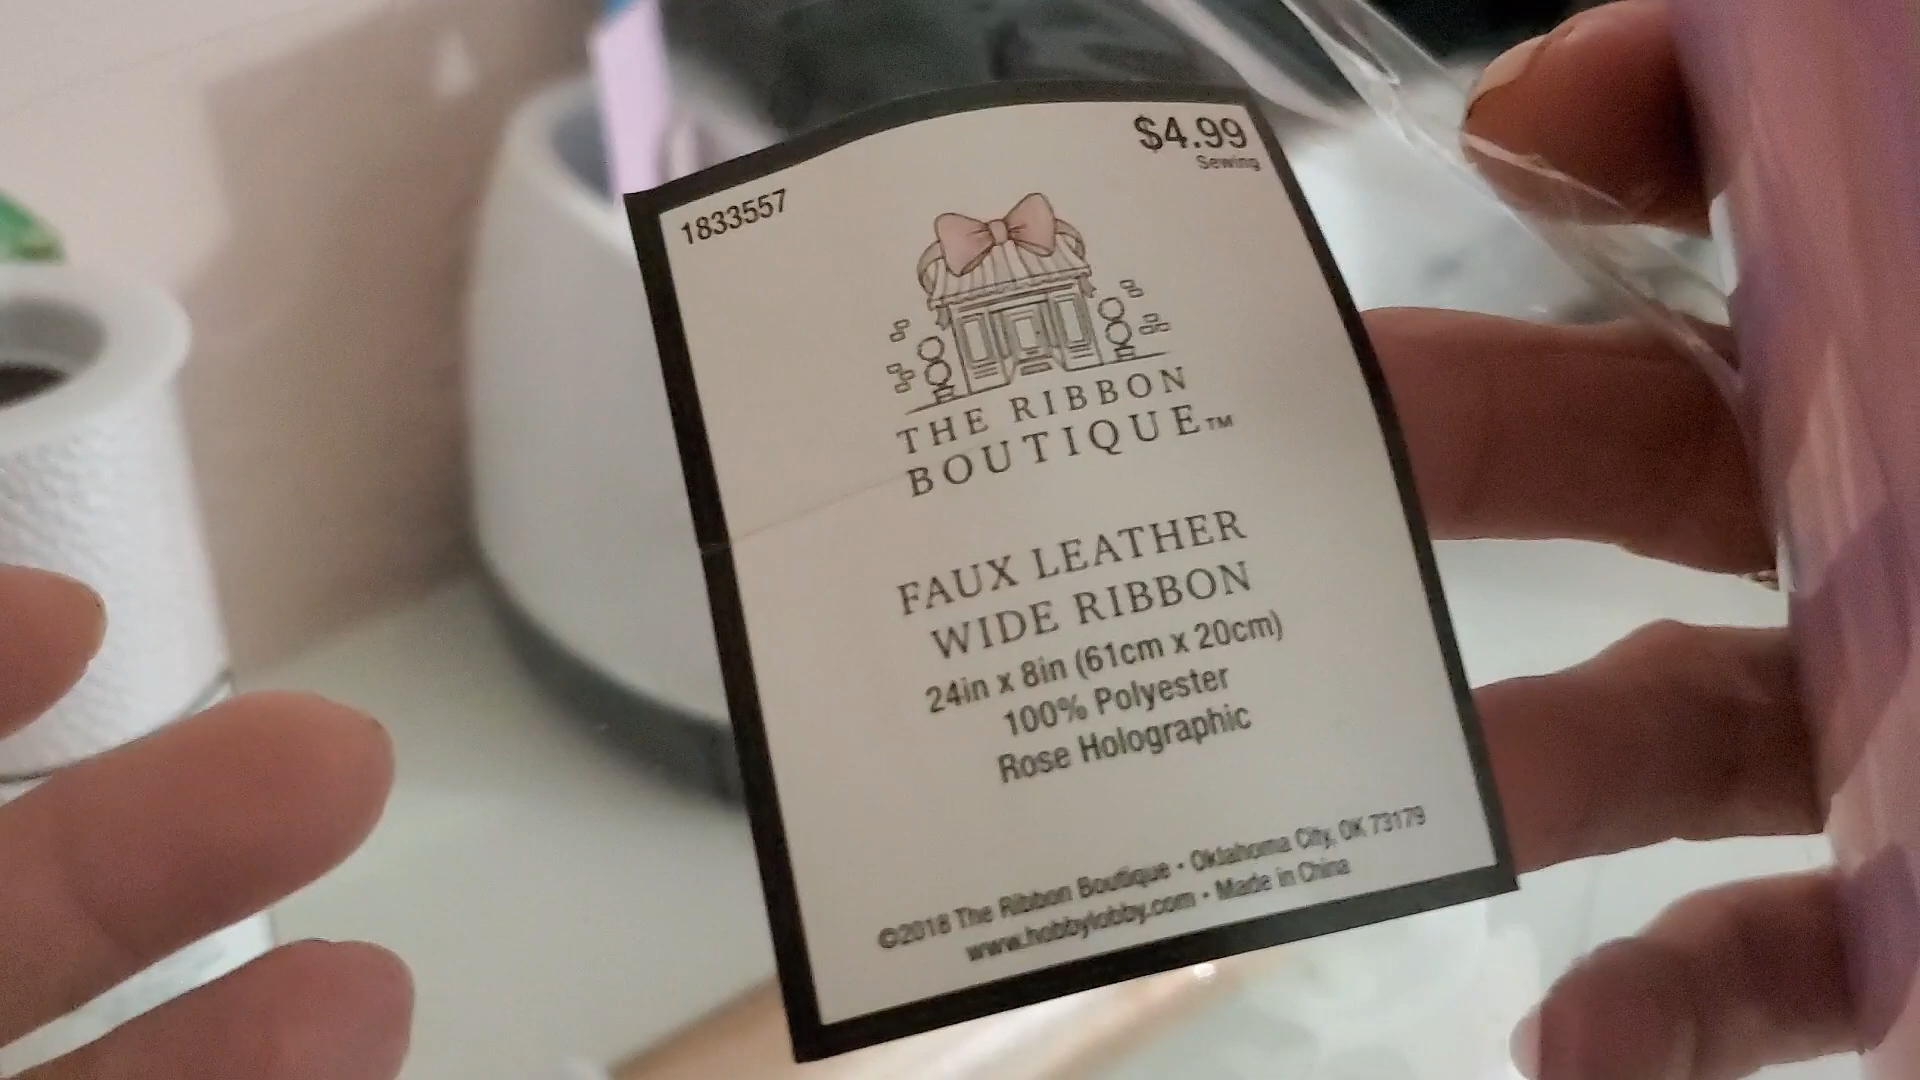 $4.99
Sewing
1833557
THE RIBBON
BOUTIQUE™
FAUX LEATHER
WIDE RIBBON
24in x 8in (61cm x 20cm)
100% Polyester
Rose Holographic
©2018 The Ribbon Boutique • Oklahoma City, OK 73179
www.hobbylobby.com • Made in China